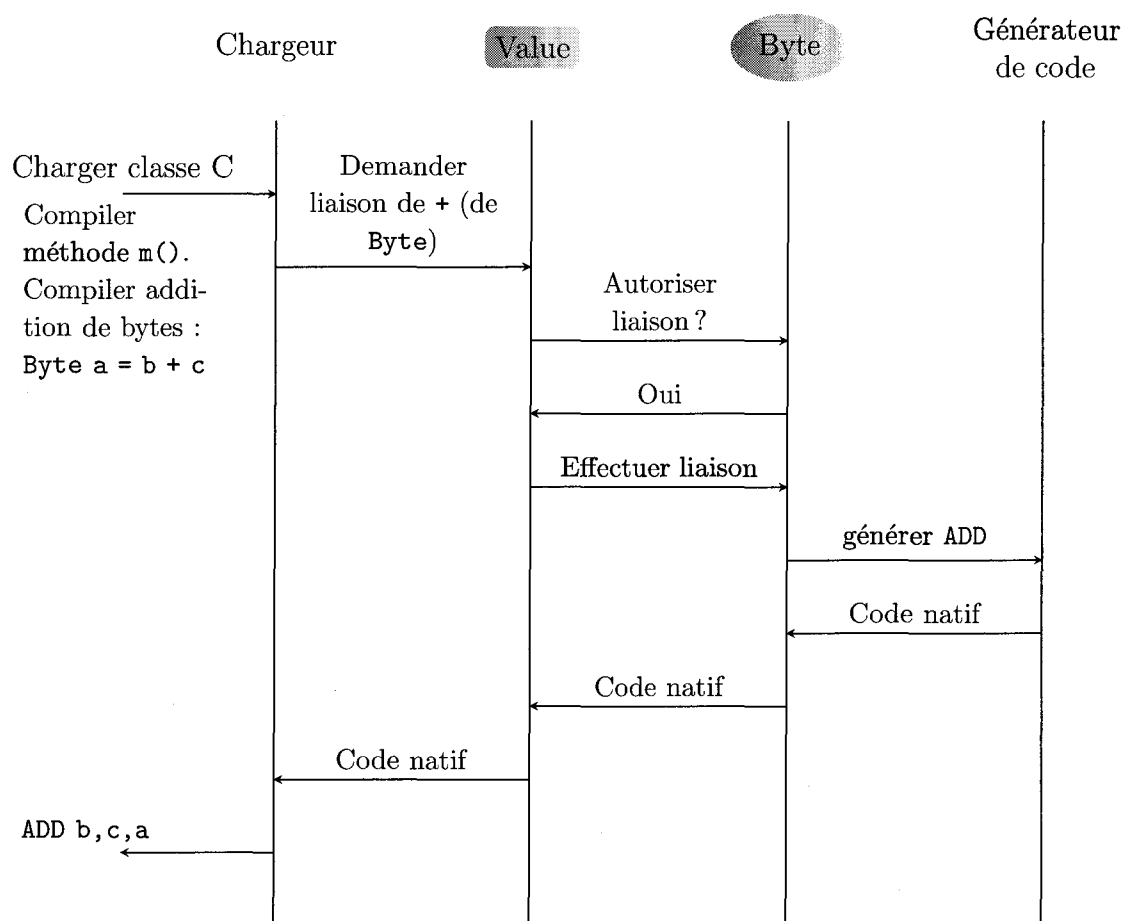 Chargeur
Value
Byte
Générateur
de code
Charger classe C
Compiler
méthode m().
Compiler addi-
tion de bytes :
Byte a = b + c
Demander
liaison de + (de
Byte)
Autoriser
liaison ?
Oui
Effectuer liaison
générer ADD
Code natif
Code natif
Code natif
ADD b,c,a